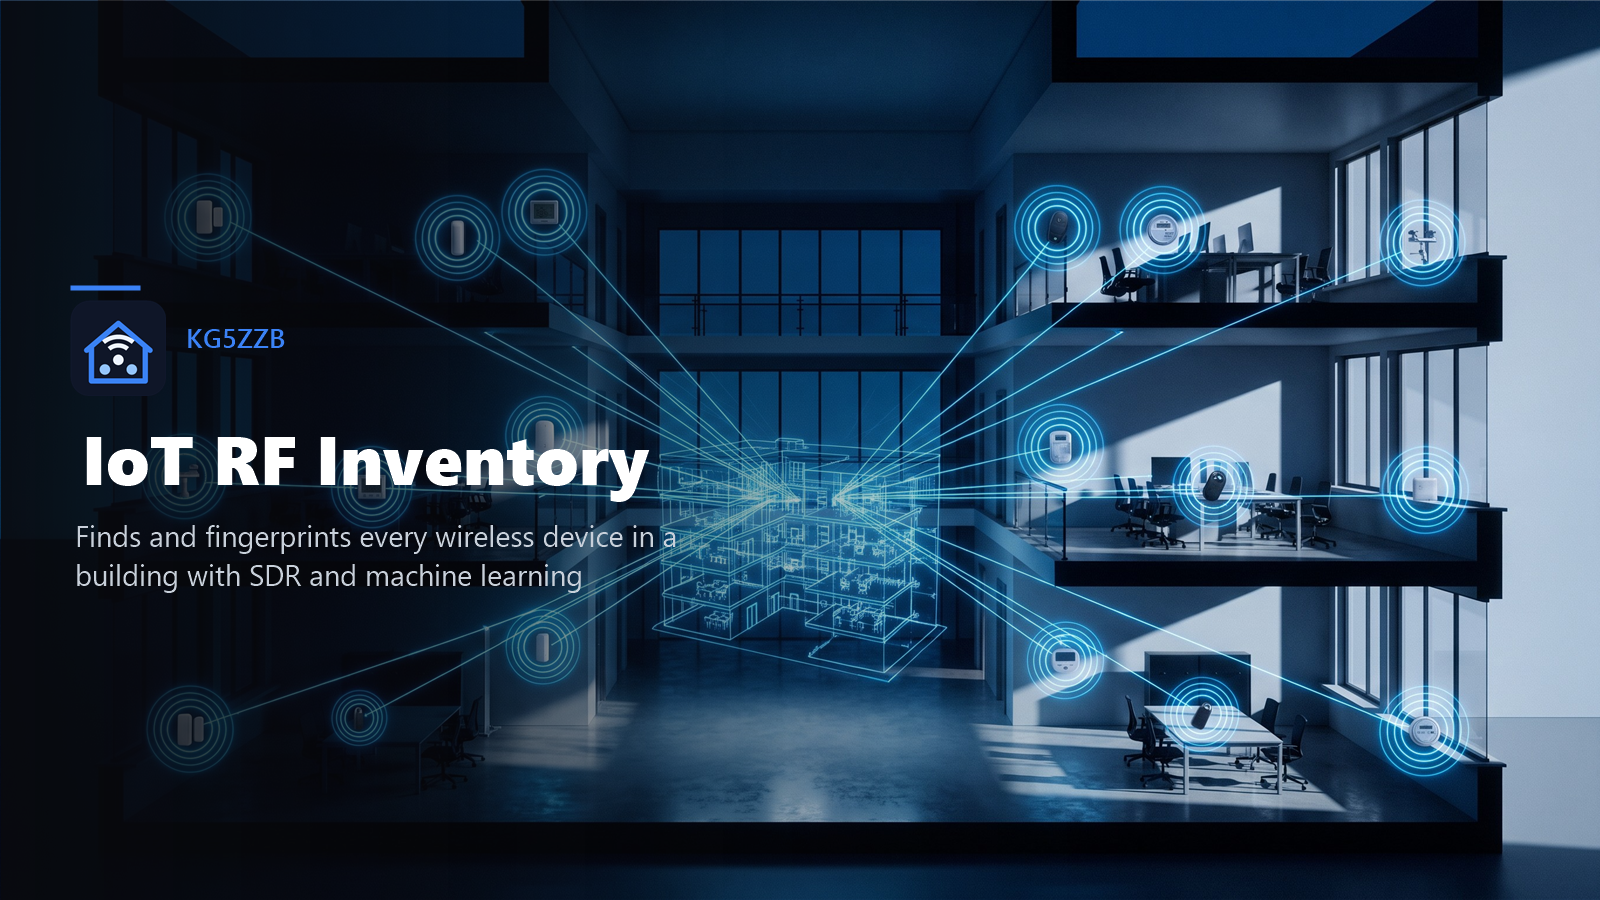 KG5ZZB
IoT RF Inventory
Finds and fingerprints every wireless device in a
building with SDR and machine learning